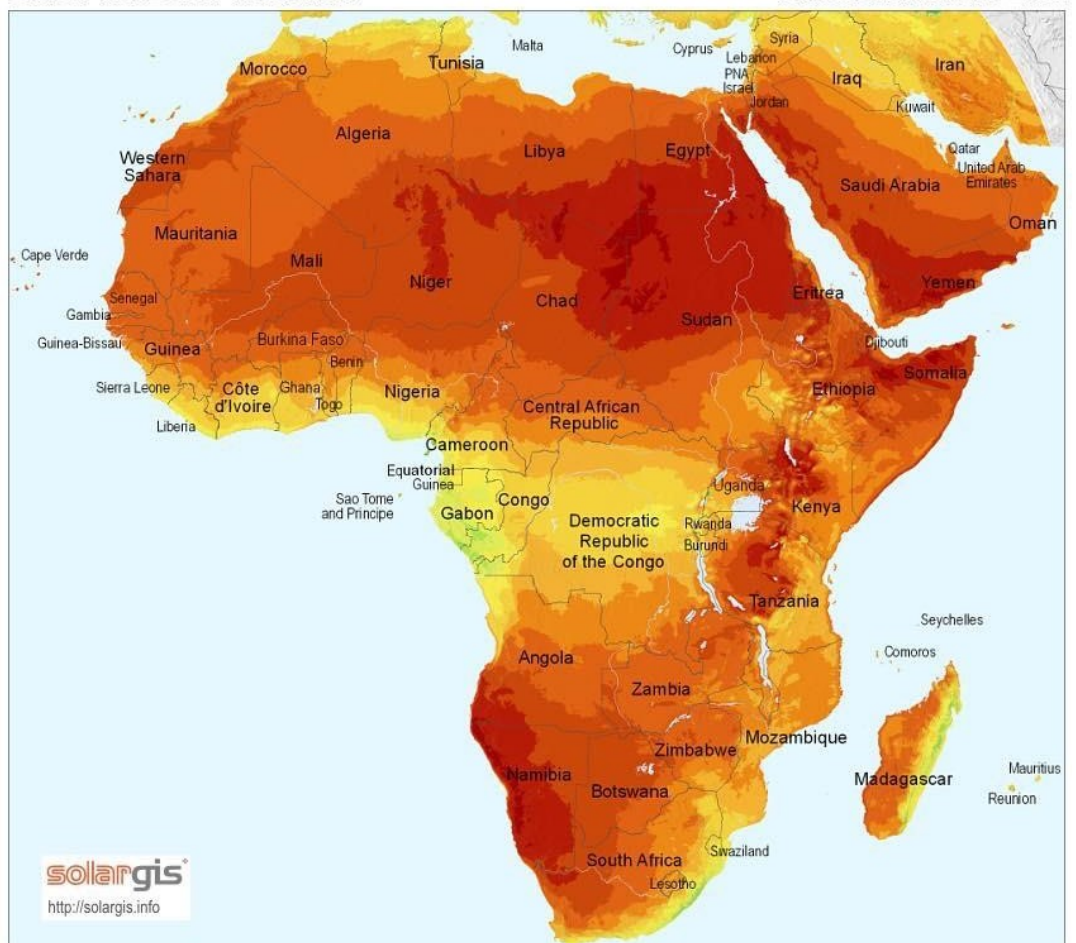 Malta
Cyprus
Syria
Lebanon
PNA
Israel
Jordan
Iraq
Iran
Kuwait
Morocco
Tunisia
Algeria
Libya
Egypt
Qatar
United Arab
Emirates
Saudi Arabia
Oman
Western
Sahara
Mauritania
Cape Verde
Mali
Niger
Chad
Sudan
Eritrea
Yemen
Senegal
Gambia
Guinea-Bissau
Guinea
Burkina Faso
Benin
Djibouti
Sierra Leone
Côte
d'Ivoire
Ghana
Togo
Nigeria
Ethiopia
Somalia
Liberia
Central African
Republic
Cameroon
Equatorial
Guinea
Sao Tome
and Principe
Gabon
Congo
Democratic
Republic
of the Congo
Uganda
Kenya
Rwanda
Burundi
Tanzania
Seychelles
Comoros
Angola
Zambia
Mozambique
Zimbabwe
Namibia
Botswana
Madagascar
Mauritius
Reunion
South Africa
Swaziland
Lesotho
solargis
http://solargis.info